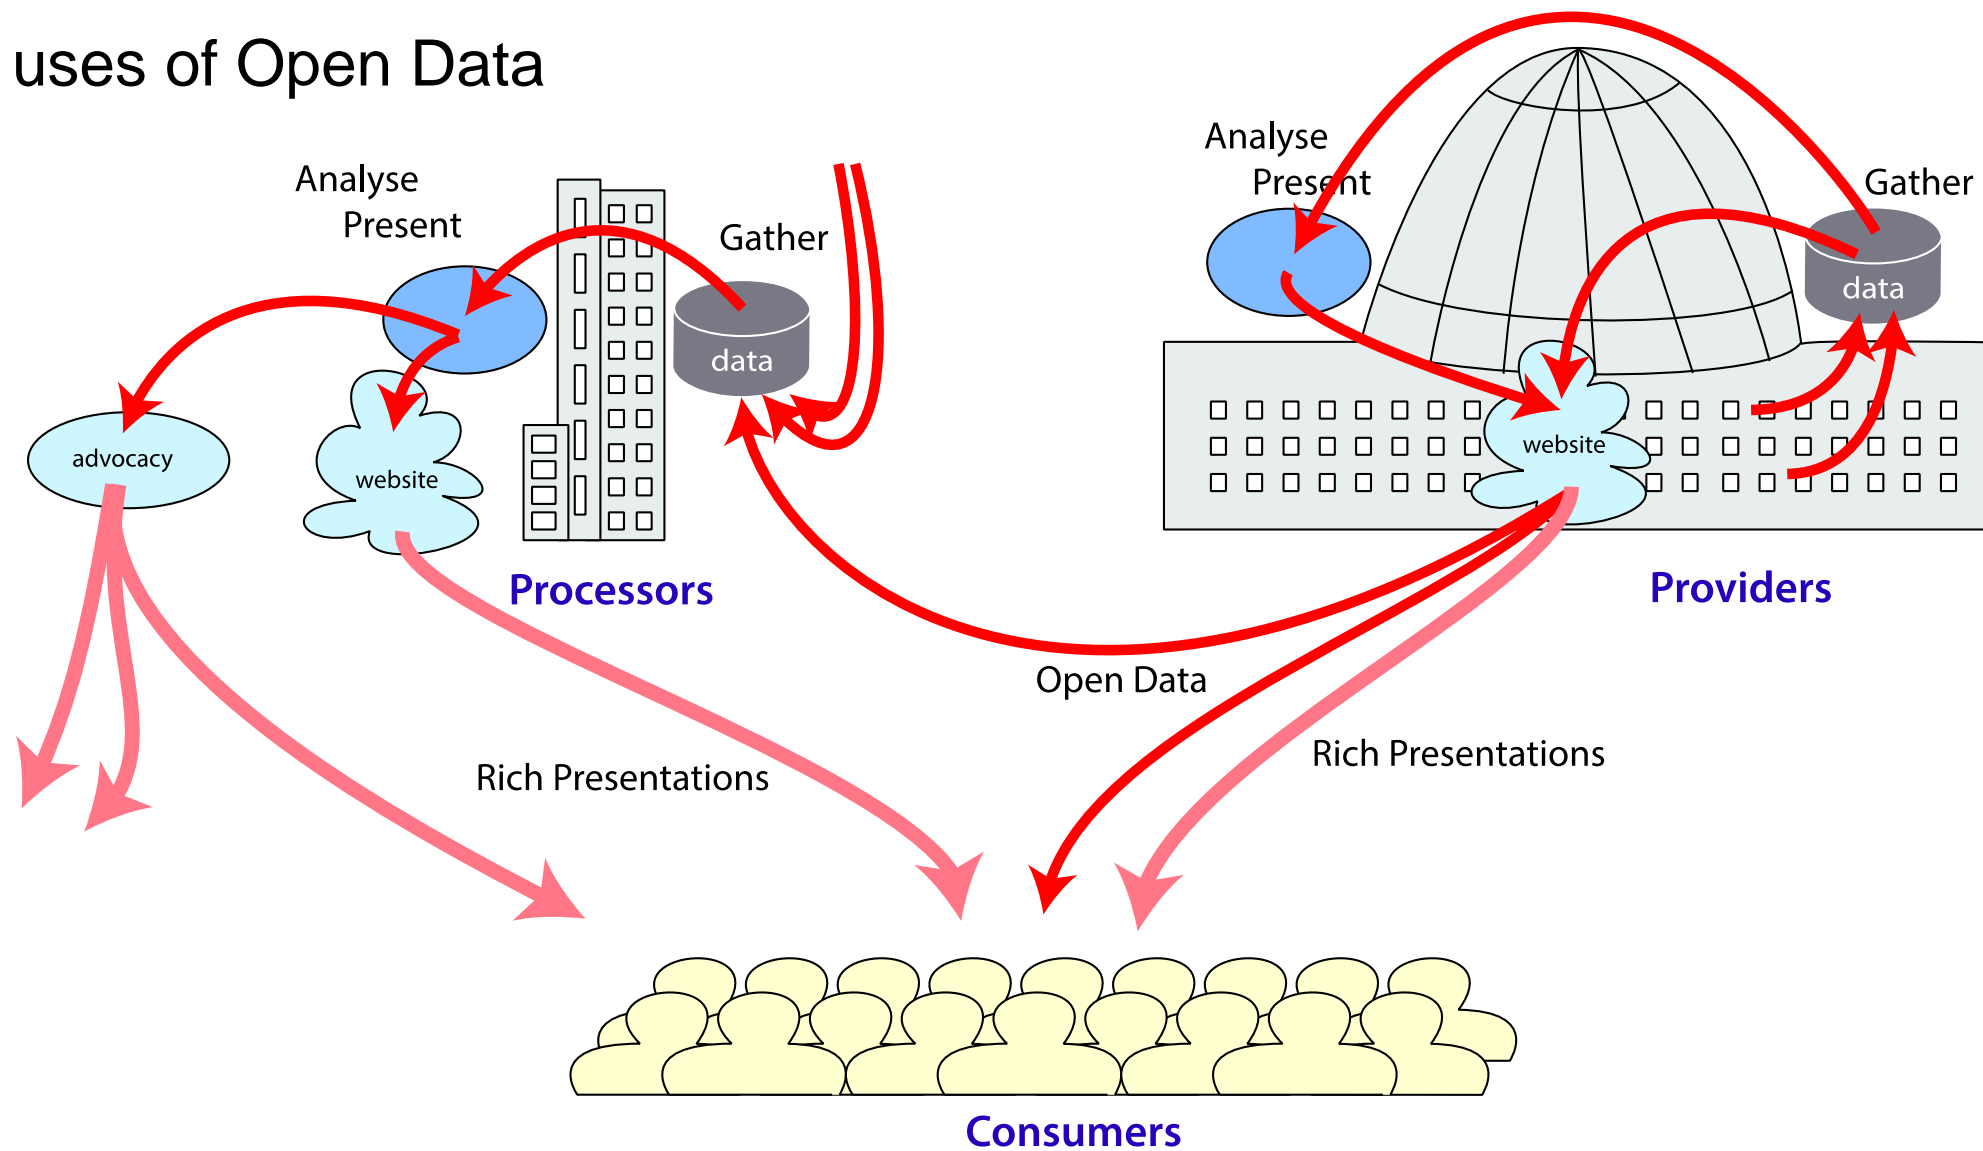 uses of Open Data
Analyse
Present
Gather
data
advocacy
website
Processors
Analyse
Present
Gather
data
website
Providers
Open Data
Rich Presentations
Rich Presentations
Consumers